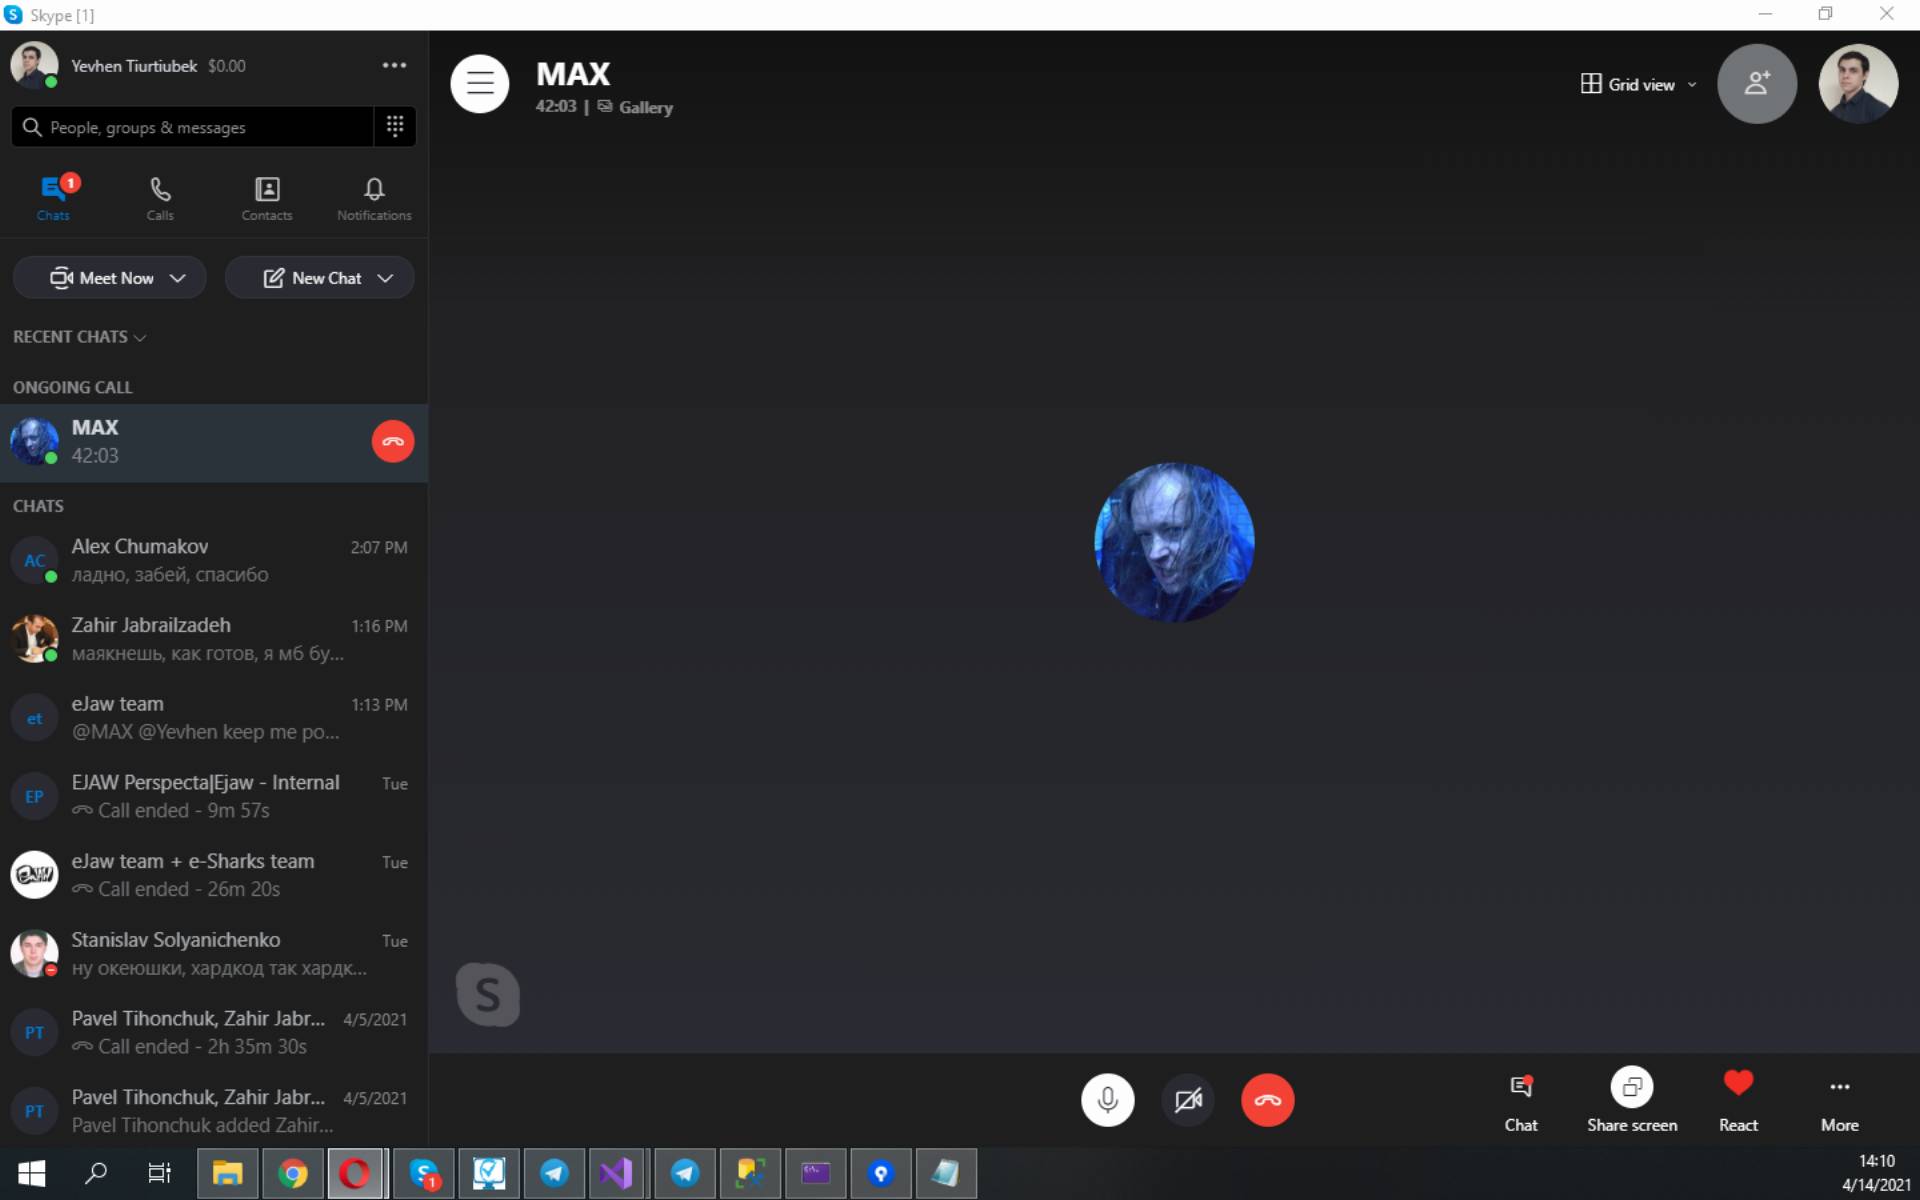 Skype [1]
Yevhen Tiurtiubek $0.00
People, groups & messages
1
Chats
Calls
Contacts
Notifications
Meet Now
New Chat
RECENT CHATS
ONGOING CALL
MAX
42:03
CHATS
AC
Alex Chumakov 2:07 PM
ладно, забей, спасибо
Zahir Jabrailzadeh 1:16 PM
маякнешь, как готов, я мб бу...
et
eJaw team 1:13 PM
@MAX @Yevhen keep me po...
EP
EJAW Perspecta|Ejaw - Internal Tue
Call ended - 9m 57s
eJaw team + e-Sharks team Tue
Call ended - 26m 20s
Stanislav Solyanichenko Tue
ну океюшки, хардкод так хардк...
PT
Pavel Tihonchuk, Zahir Jabr... 4/5/2021
Call ended - 2h 35m 30s
PT
Pavel Tihonchuk, Zahir Jabr... 4/5/2021
Pavel Tihonchuk added Zahir...
MAX
42:03 | Gallery
Grid view
S
Chat
Share screen
React
More
1
14:10
4/14/2021